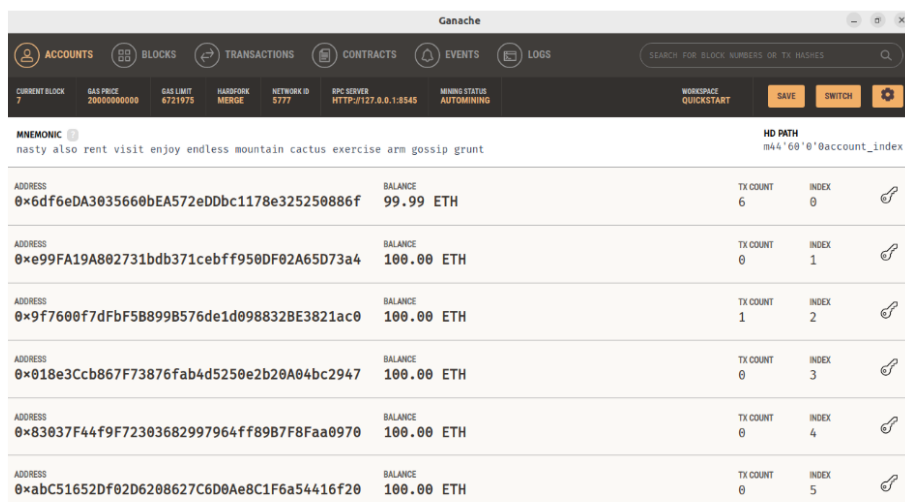 Ganache
ACCOUNTS BLOCKS TRANSACTIONS CONTRACTS EVENTS LOGS SEARCH FOR BLOCK NUMBERS OR TX HASHES
CURRENT BLOCK GAS PRICE GAS LIMIT HARDFORK NETWORK ID RPC SERVER MINING STATUS WORKSPACE
7 20000000000 6721975 MERGE 5777 HTTP://127.0.0.1:8545 AUTOMINING QUICKSTART SAVE SWITCH
MNEMONIC ? HD PATH
nasty also rent visit enjoy endless mountain cactus exercise arm gossip grunt m44'60'0'0account_index
ADDRESS BALANCE TX COUNT INDEX
0×6df6eDA3035660bEA572eDDbc1178e325250886f 99.99 ETH 6 0
ADDRESS BALANCE TX COUNT INDEX
0×e99FA19A802731bdb371cebff950DF02A65D73a4 100.00 ETH 0 1
ADDRESS BALANCE TX COUNT INDEX
0×9f7600f7dFbF5B899B576de1d098832BE3821ac0 100.00 ETH 1 2
ADDRESS BALANCE TX COUNT INDEX
0×018e3Ccb867F73876fab4d5250e2b20A04bc2947 100.00 ETH 0 3
ADDRESS BALANCE TX COUNT INDEX
0×83037F44f9F72303682997964ff89B7F8Faa0970 100.00 ETH 0 4
ADDRESS BALANCE TX COUNT INDEX
0×abC51652Df02D6208627C6D0Ae8C1F6a54416f20 100.00 ETH 0 5